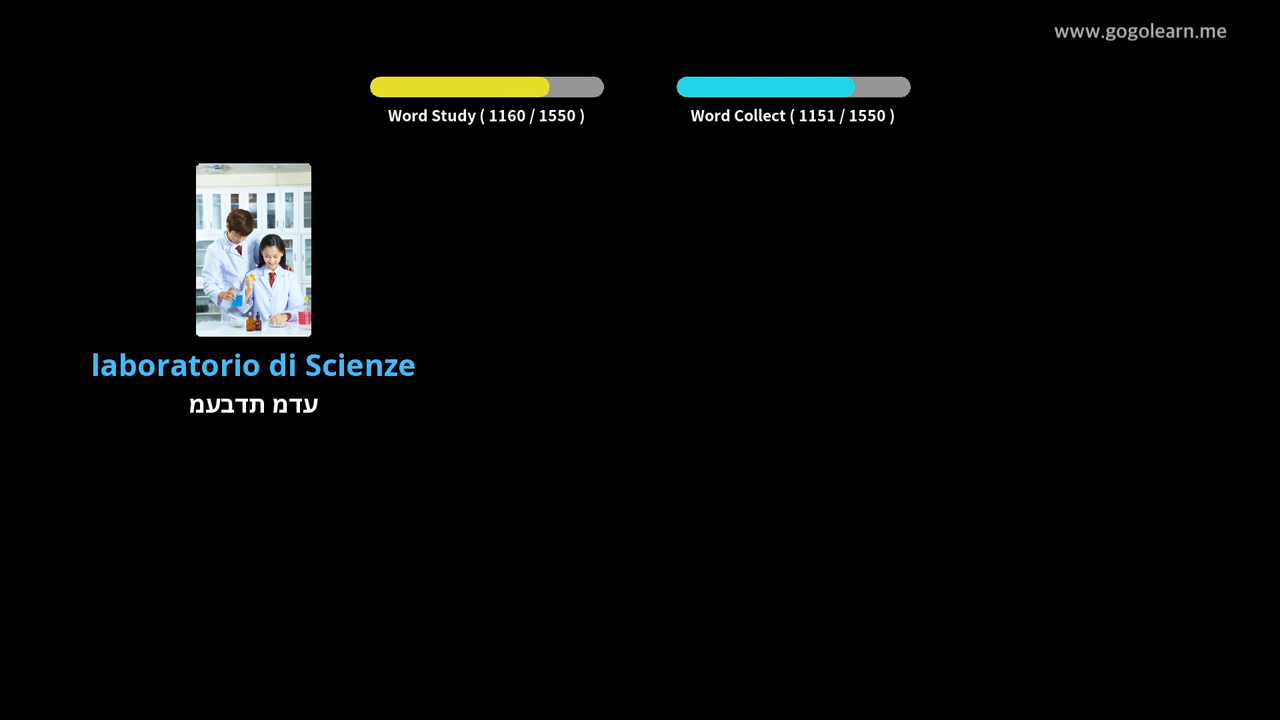 www.gogolearn.me
Word Study ( 1160 / 1550 )
Word Collect ( 1151 / 1550 )
laboratorio di Scienze
עדמ תדבעמ